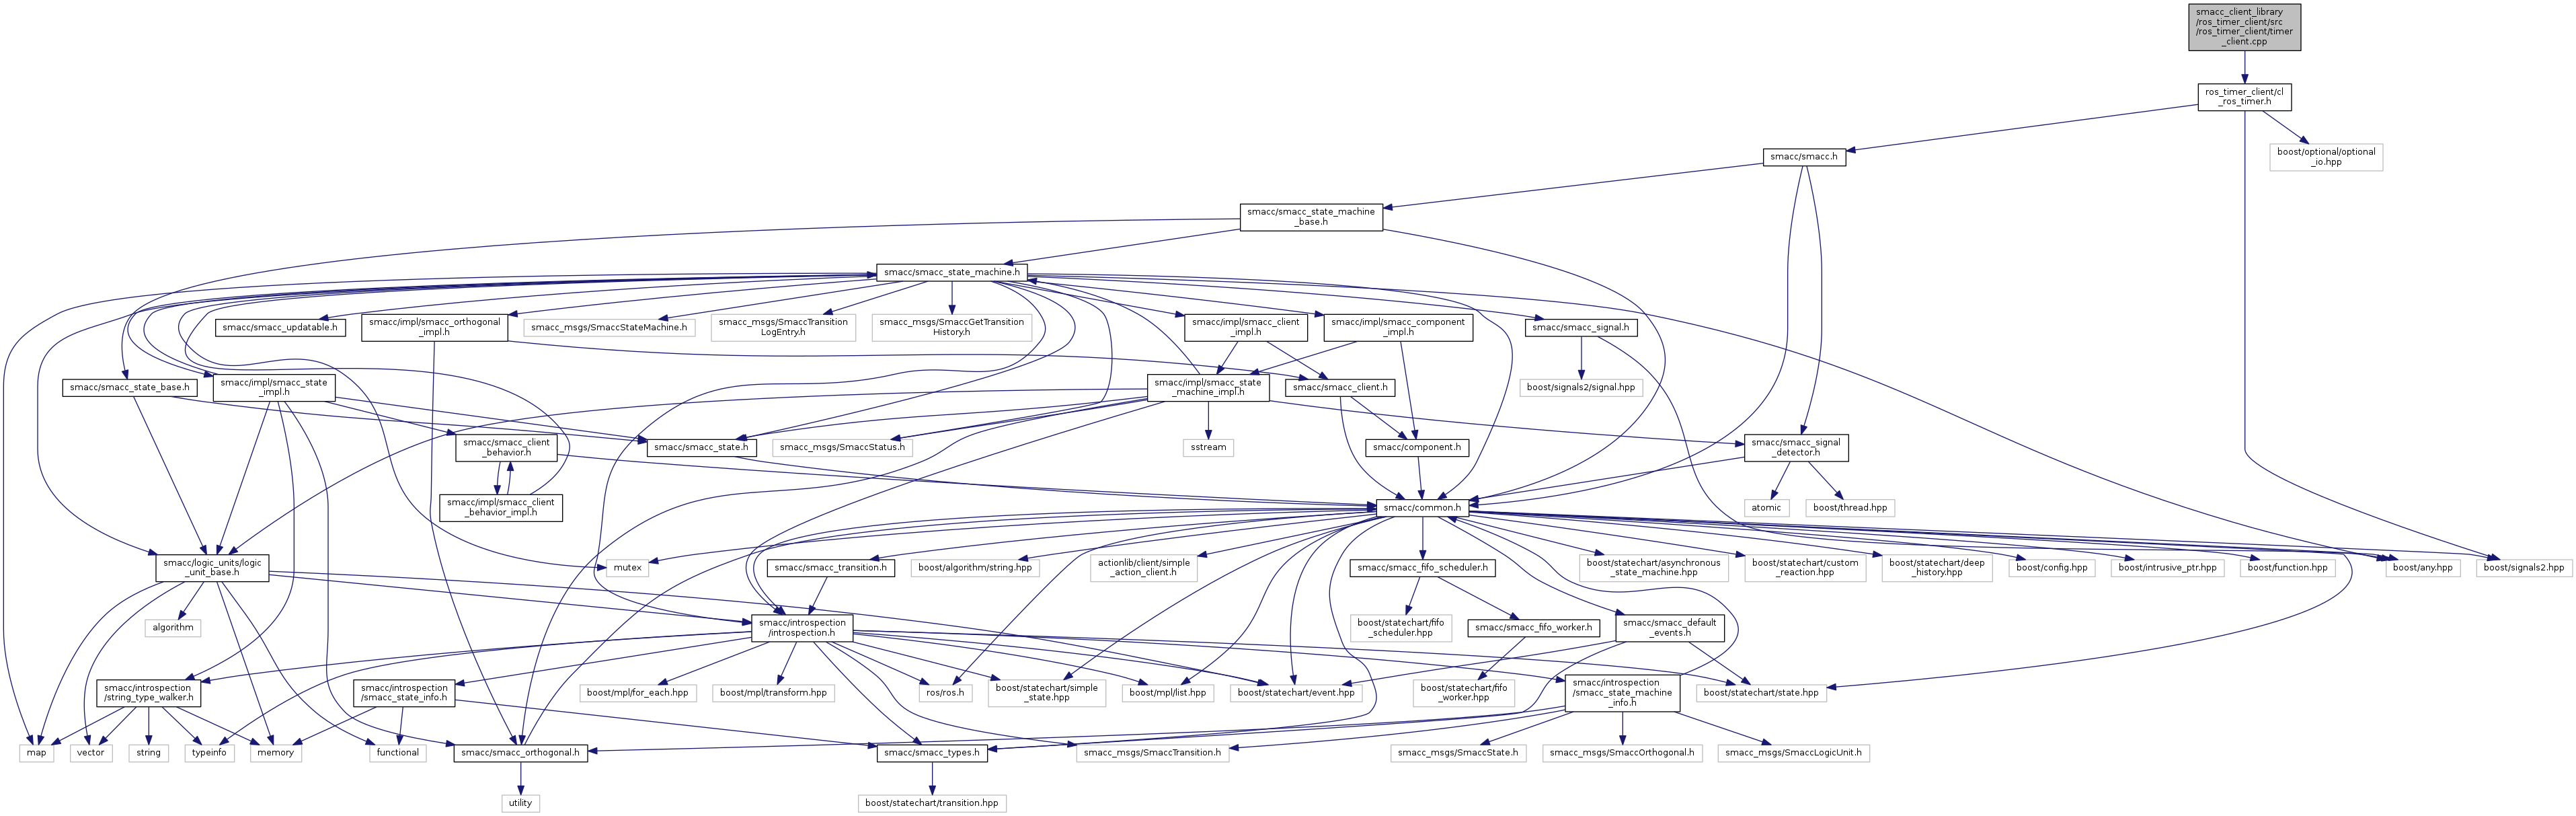 smacc_client_library
/ros_timer_client/src
/ros_timer_client/timer
_client.cpp
ros_timer_client/cl
_ros_timer.h
smacc/smacc.h
boost/optional/optional
_io.hpp
smacc/smacc_state_machine
_base.h
smacc/smacc_state_machine.h
smacc/smacc_updatable.h
smacc/impl/smacc_orthogonal
_impl.h
smacc_msgs/SmaccStateMachine.h
smacc_msgs/SmaccTransition
LogEntry.h
smacc_msgs/SmaccGetTransition
History.h
smacc/impl/smacc_client
_impl.h
smacc/impl/smacc_component
_impl.h
smacc/smacc_signal.h
smacc/smacc_state_base.h
smacc/impl/smacc_state
_impl.h
smacc/impl/smacc_state
_machine_impl.h
smacc/smacc_client.h
boost/signals2/signal.hpp
smacc/smacc_client
_behavior.h
smacc/smacc_state.h
smacc_msgs/SmaccStatus.h
sstream
smacc/component.h
smacc/smacc_signal
_detector.h
smacc/impl/smacc_client
_behavior_impl.h
smacc/common.h
atomic
boost/thread.hpp
smacc/logic_units/logic
_unit_base.h
mutex
smacc/smacc_transition.h
boost/algorithm/string.hpp
actionlib/client/simple
_action_client.h
smacc/smacc_fifo_scheduler.h
boost/statechart/asynchronous
_state_machine.hpp
boost/statechart/custom
_reaction.hpp
boost/statechart/deep
_history.hpp
boost/config.hpp
boost/intrusive_ptr.hpp
boost/function.hpp
boost/any.hpp
boost/signals2.hpp
algorithm
smacc/introspection
/introspection.h
boost/statechart/fifo
_scheduler.hpp
smacc/smacc_fifo_worker.h
smacc/smacc_default
_events.h
smacc/introspection
/string_type_walker.h
smacc/introspection
/smacc_state_info.h
boost/mpl/for_each.hpp
boost/mpl/transform.hpp
ros/ros.h
boost/statechart/simple
_state.hpp
boost/mpl/list.hpp
boost/statechart/event.hpp
boost/statechart/fifo
_worker.hpp
smacc/introspection
/smacc_state_machine
_info.h
boost/statechart/state.hpp
map
vector
string
typeinfo
memory
functional
smacc/smacc_orthogonal.h
smacc/smacc_types.h
smacc_msgs/SmaccTransition.h
smacc_msgs/SmaccState.h
smacc_msgs/SmaccOrthogonal.h
smacc_msgs/SmaccLogicUnit.h
utility
boost/statechart/transition.hpp